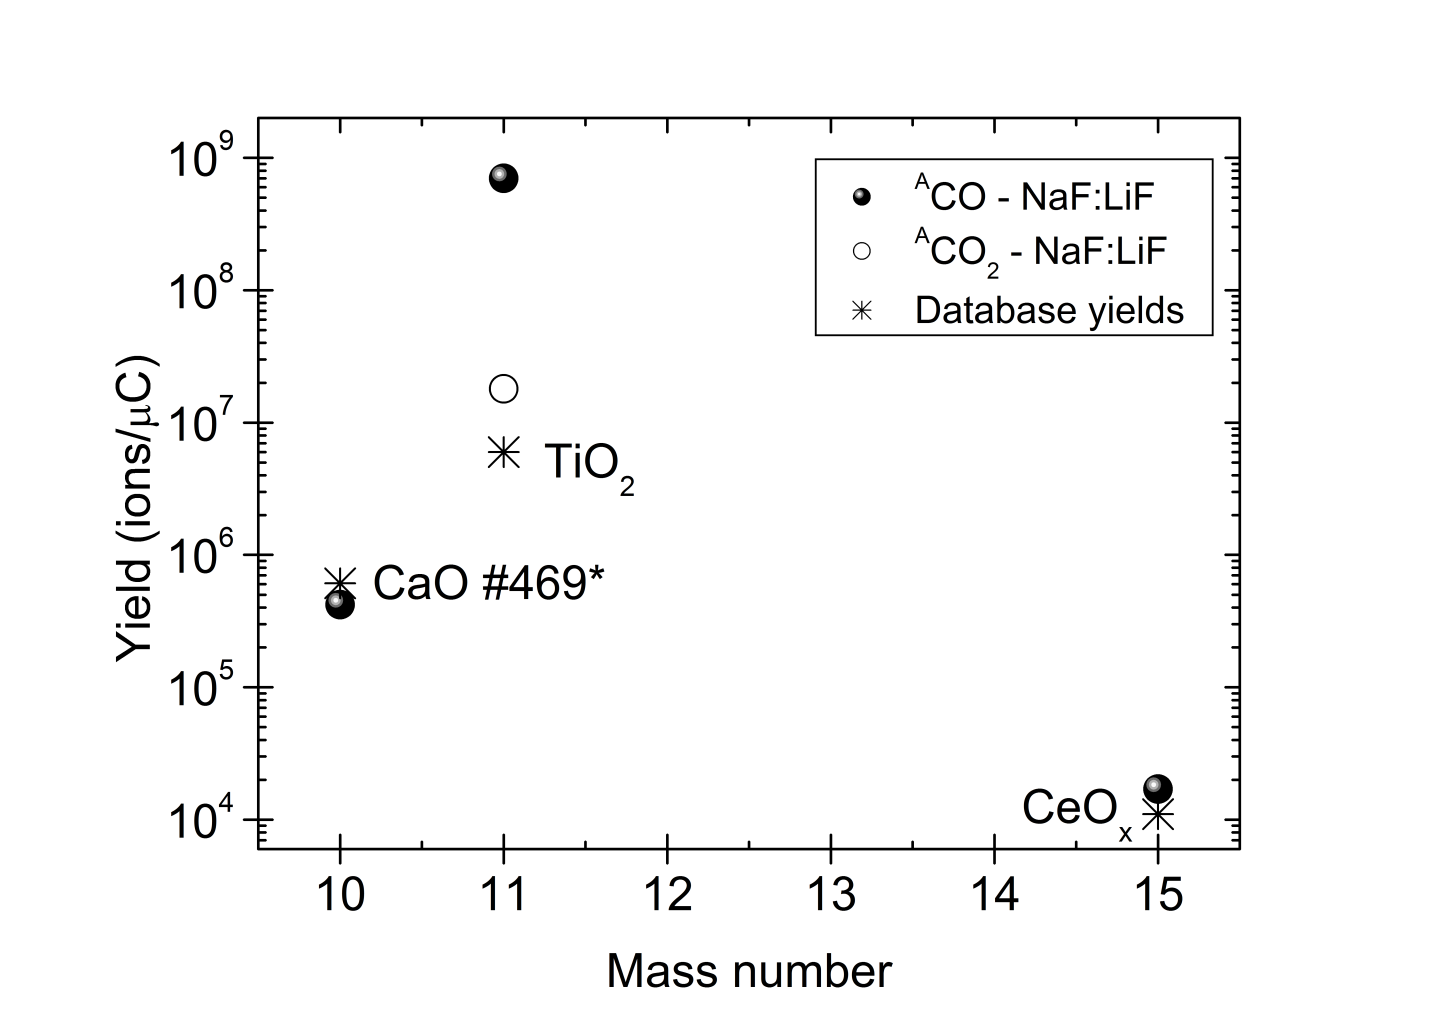 10⁹
10⁸
10⁷
10⁶
10⁵
10⁴
Yield (ions/μC)
ᴬCO - NaF:LiF
ᴬCO₂ - NaF:LiF
Database yields
TiO₂
CaO #469*
CeOₓ
10 11 12 13 14 15
Mass number